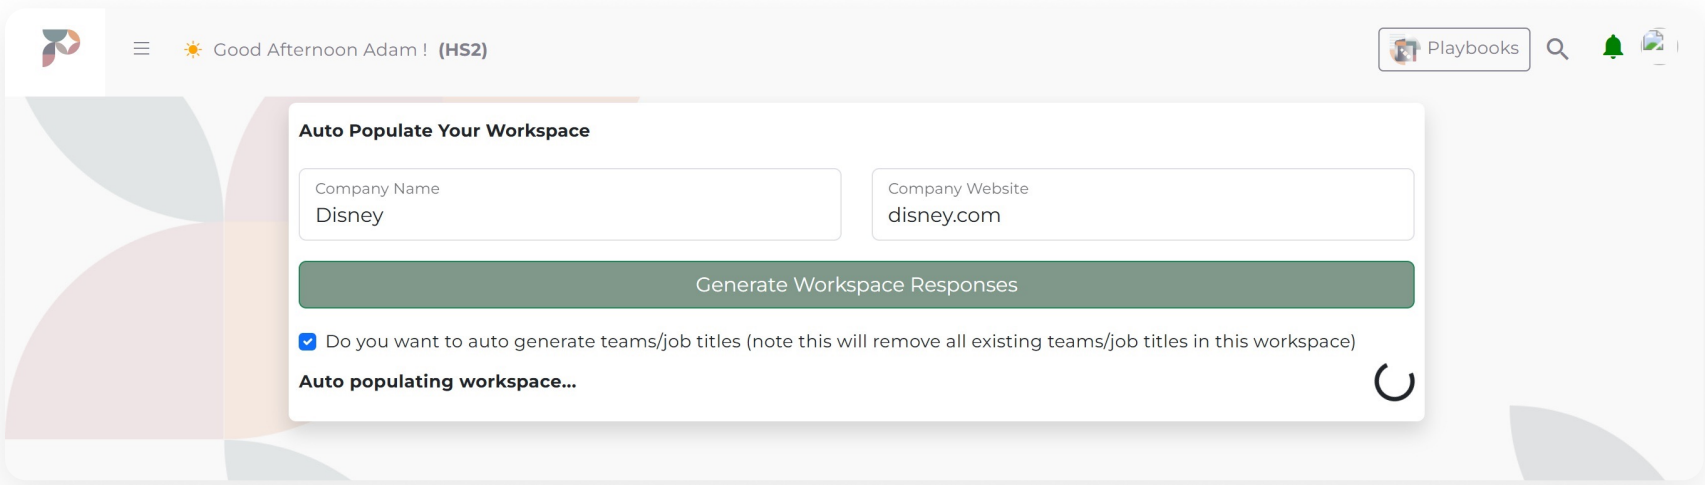 Good Afternoon Adam ! (HS2)
Playbooks
Auto Populate Your Workspace
Company Name
Disney
Company Website
disney.com
Generate Workspace Responses
Do you want to auto generate teams/job titles (note this will remove all existing teams/job titles in this workspace)
Auto populating workspace...